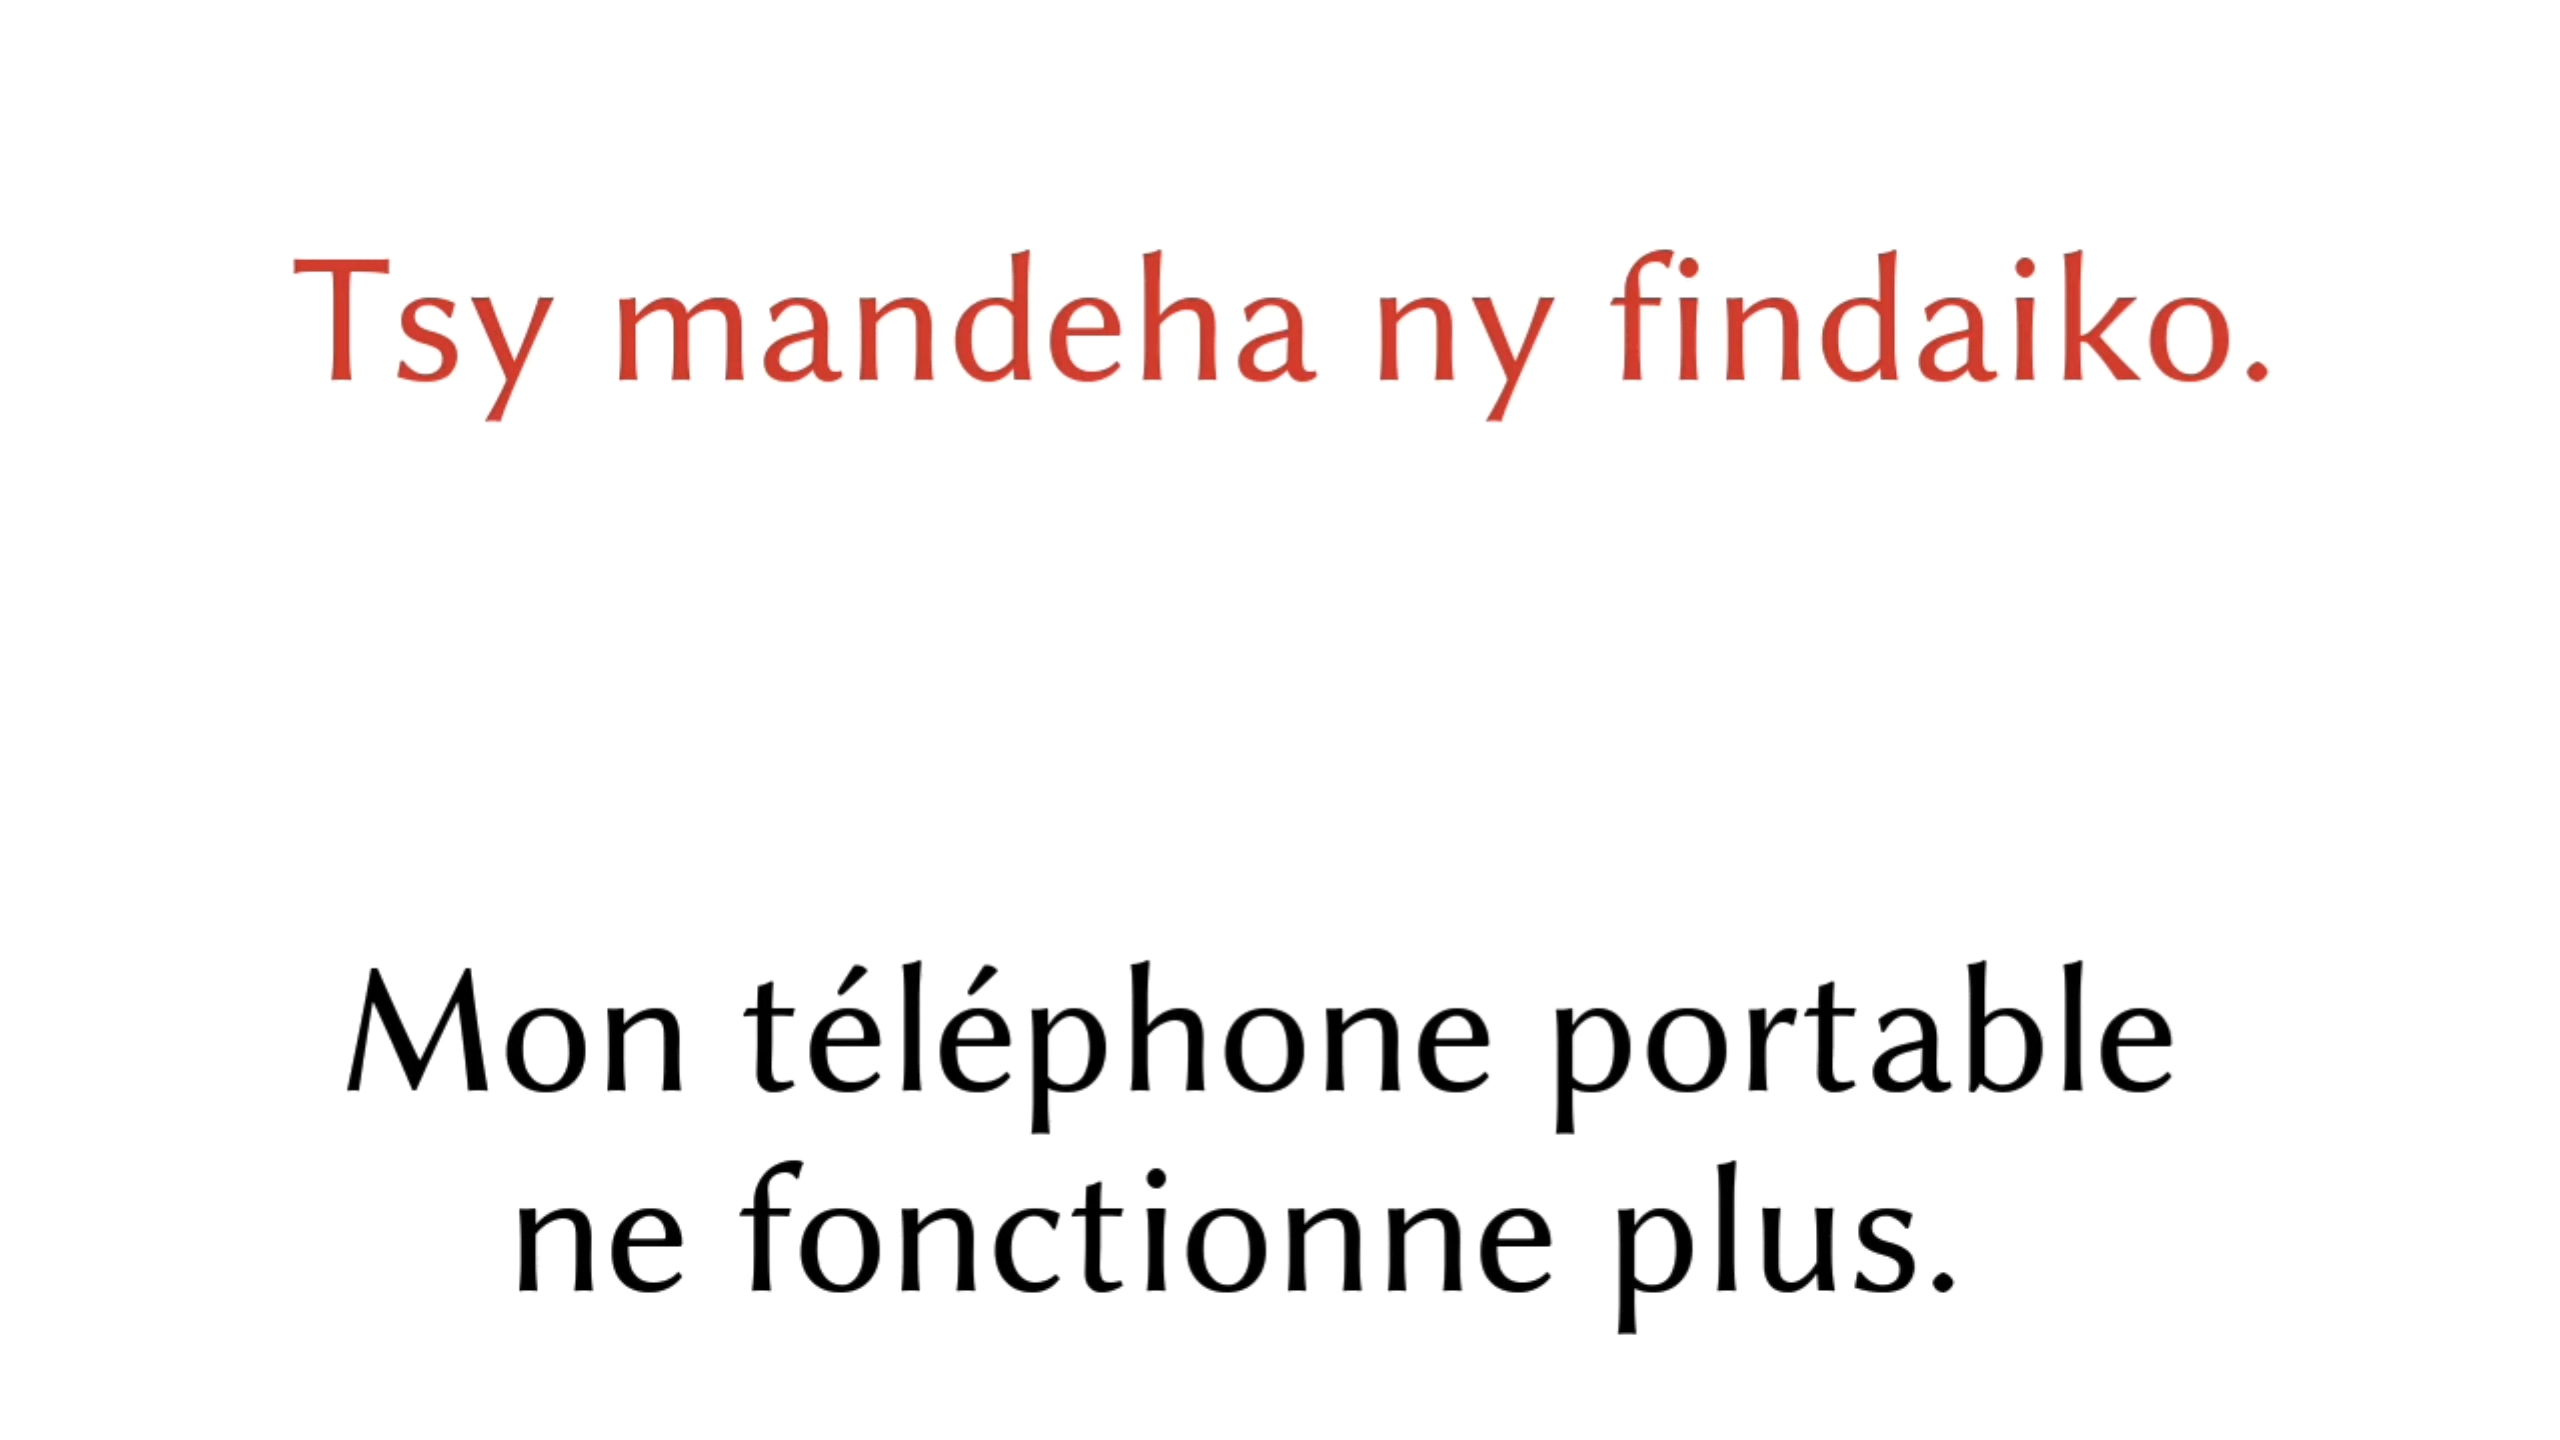 Tsy mandeha ny findaiko.
Mon téléphone portable
ne fonctionne plus.